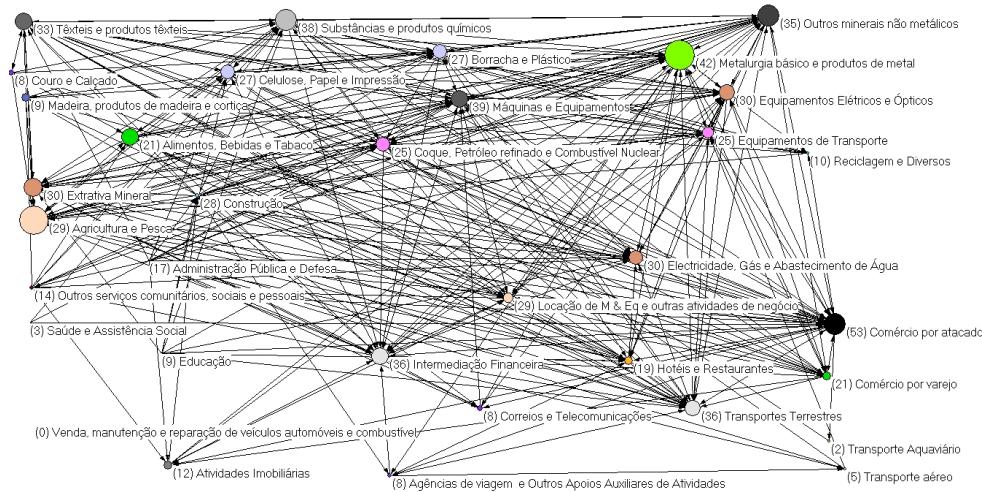 (33) Têxteis e produtos têxteis
(38) Substâncias e produtos químicos
(35) Outros minerais não metálicos
(27) Borracha e Plástico
(42) Metalurgia básico e produtos de metal
(8) Couro e Calçado
(27) Celulose, Papel e Impressão
(9) Madeira, produtos de madeira e cortiça
(39) Máquinas e Equipamentos
(30) Equipamentos Elétricos e Ópticos
(21) Alimentos, Bebidas e Tabaco
(25) Coque, Petróleo refinado e Combustível Nuclear
(25) Equipamentos de Transporte
(10) Reciclagem e Diversos
(30) Extrativa Mineral
(28) Construção
(29) Agricultura e Pesca
(17) Administração Pública e Defesa
(30) Electricidade, Gás e Abastecimento de Água
(14) Outros serviços comunitários, sociais e pessoais
(29) Locação de M & Eq e outras atividades de negócio
(3) Saúde e Assistência Social
(53) Comércio por atacado
(9) Educação
(36) Intermediação Financeira
(19) Hotéis e Restaurantes
(21) Comércio por varejo
(8) Correios e Telecomunicações
(36) Transportes Terrestres
(0) Venda, manutenção e reparação de veículos automóveis e combustível
(2) Transporte Aquaviário
(12) Atividades Imobiliárias
(8) Agências de viagem e Outros Apoios Auxiliares de Atividades
(5) Transporte aéreo